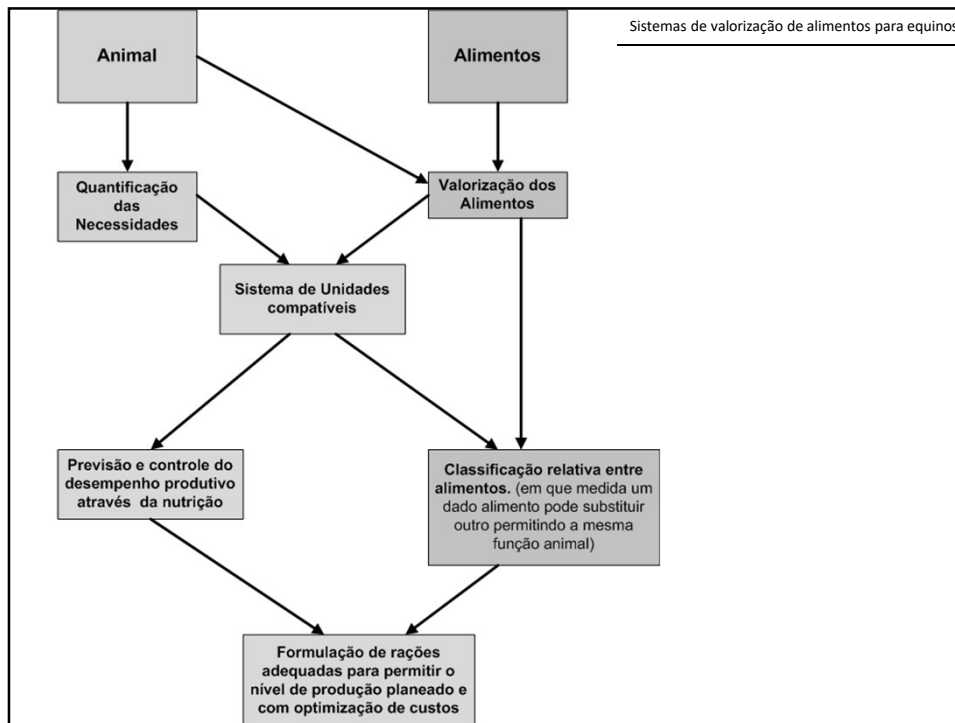 Sistemas de valorização de alimentos para equinos
Animal
Alimentos
Quantificação
das
Necessidades
Valorização dos
Alimentos
Sistema de Unidades
compatíveis
Previsão e controle do
desempenho produtivo
através da nutrição
Classificação relativa entre
alimentos. (em que medida um
dado alimento pode substituir
outro permitindo a mesma
função animal)
Formulação de rações
adequadas para permitir o
nível de produção planeado e
com optimização de custos